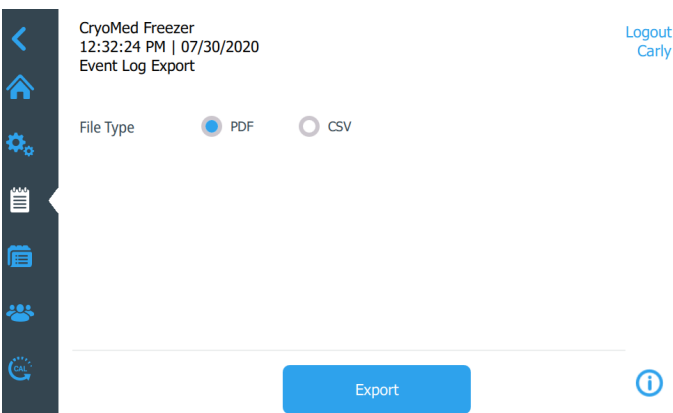 CryoMed Freezer
12:32:24 PM | 07/30/2020
Event Log Export
Logout
Carly
File Type
PDF
CSV
CAL
Export